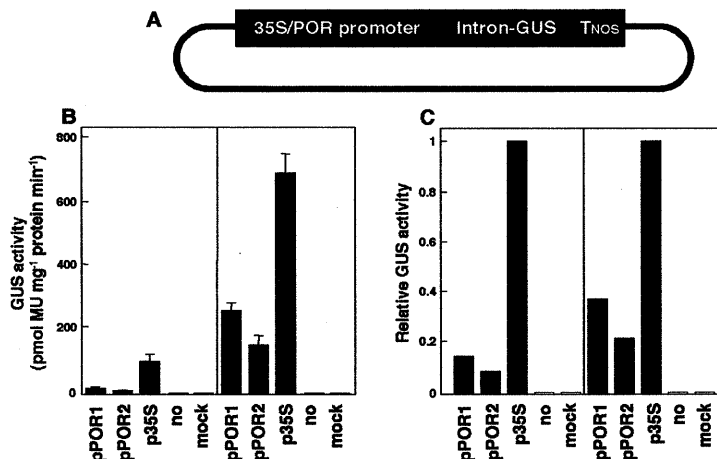 A
35S/POR promoter Intron-GUS TNOS
B
GUS activity
(pmol MU mg⁻¹ protein min⁻¹)
800
600
400
200
0
pPOR1
pPOR2
p35S
no
mock
pPOR1
pPOR2
p35S
no
mock
C
Relative GUS activity
1
0.8
0.6
0.4
0.2
0
pPOR1
pPOR2
p35S
no
mock
pPOR1
pPOR2
p35S
no
mock